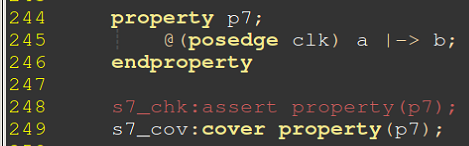 244 property p7;
245 @(posedge clk) a |-> b;
246 endproperty
247
248 s7_chk:assert property(p7);
249 s7_cov:cover property(p7);